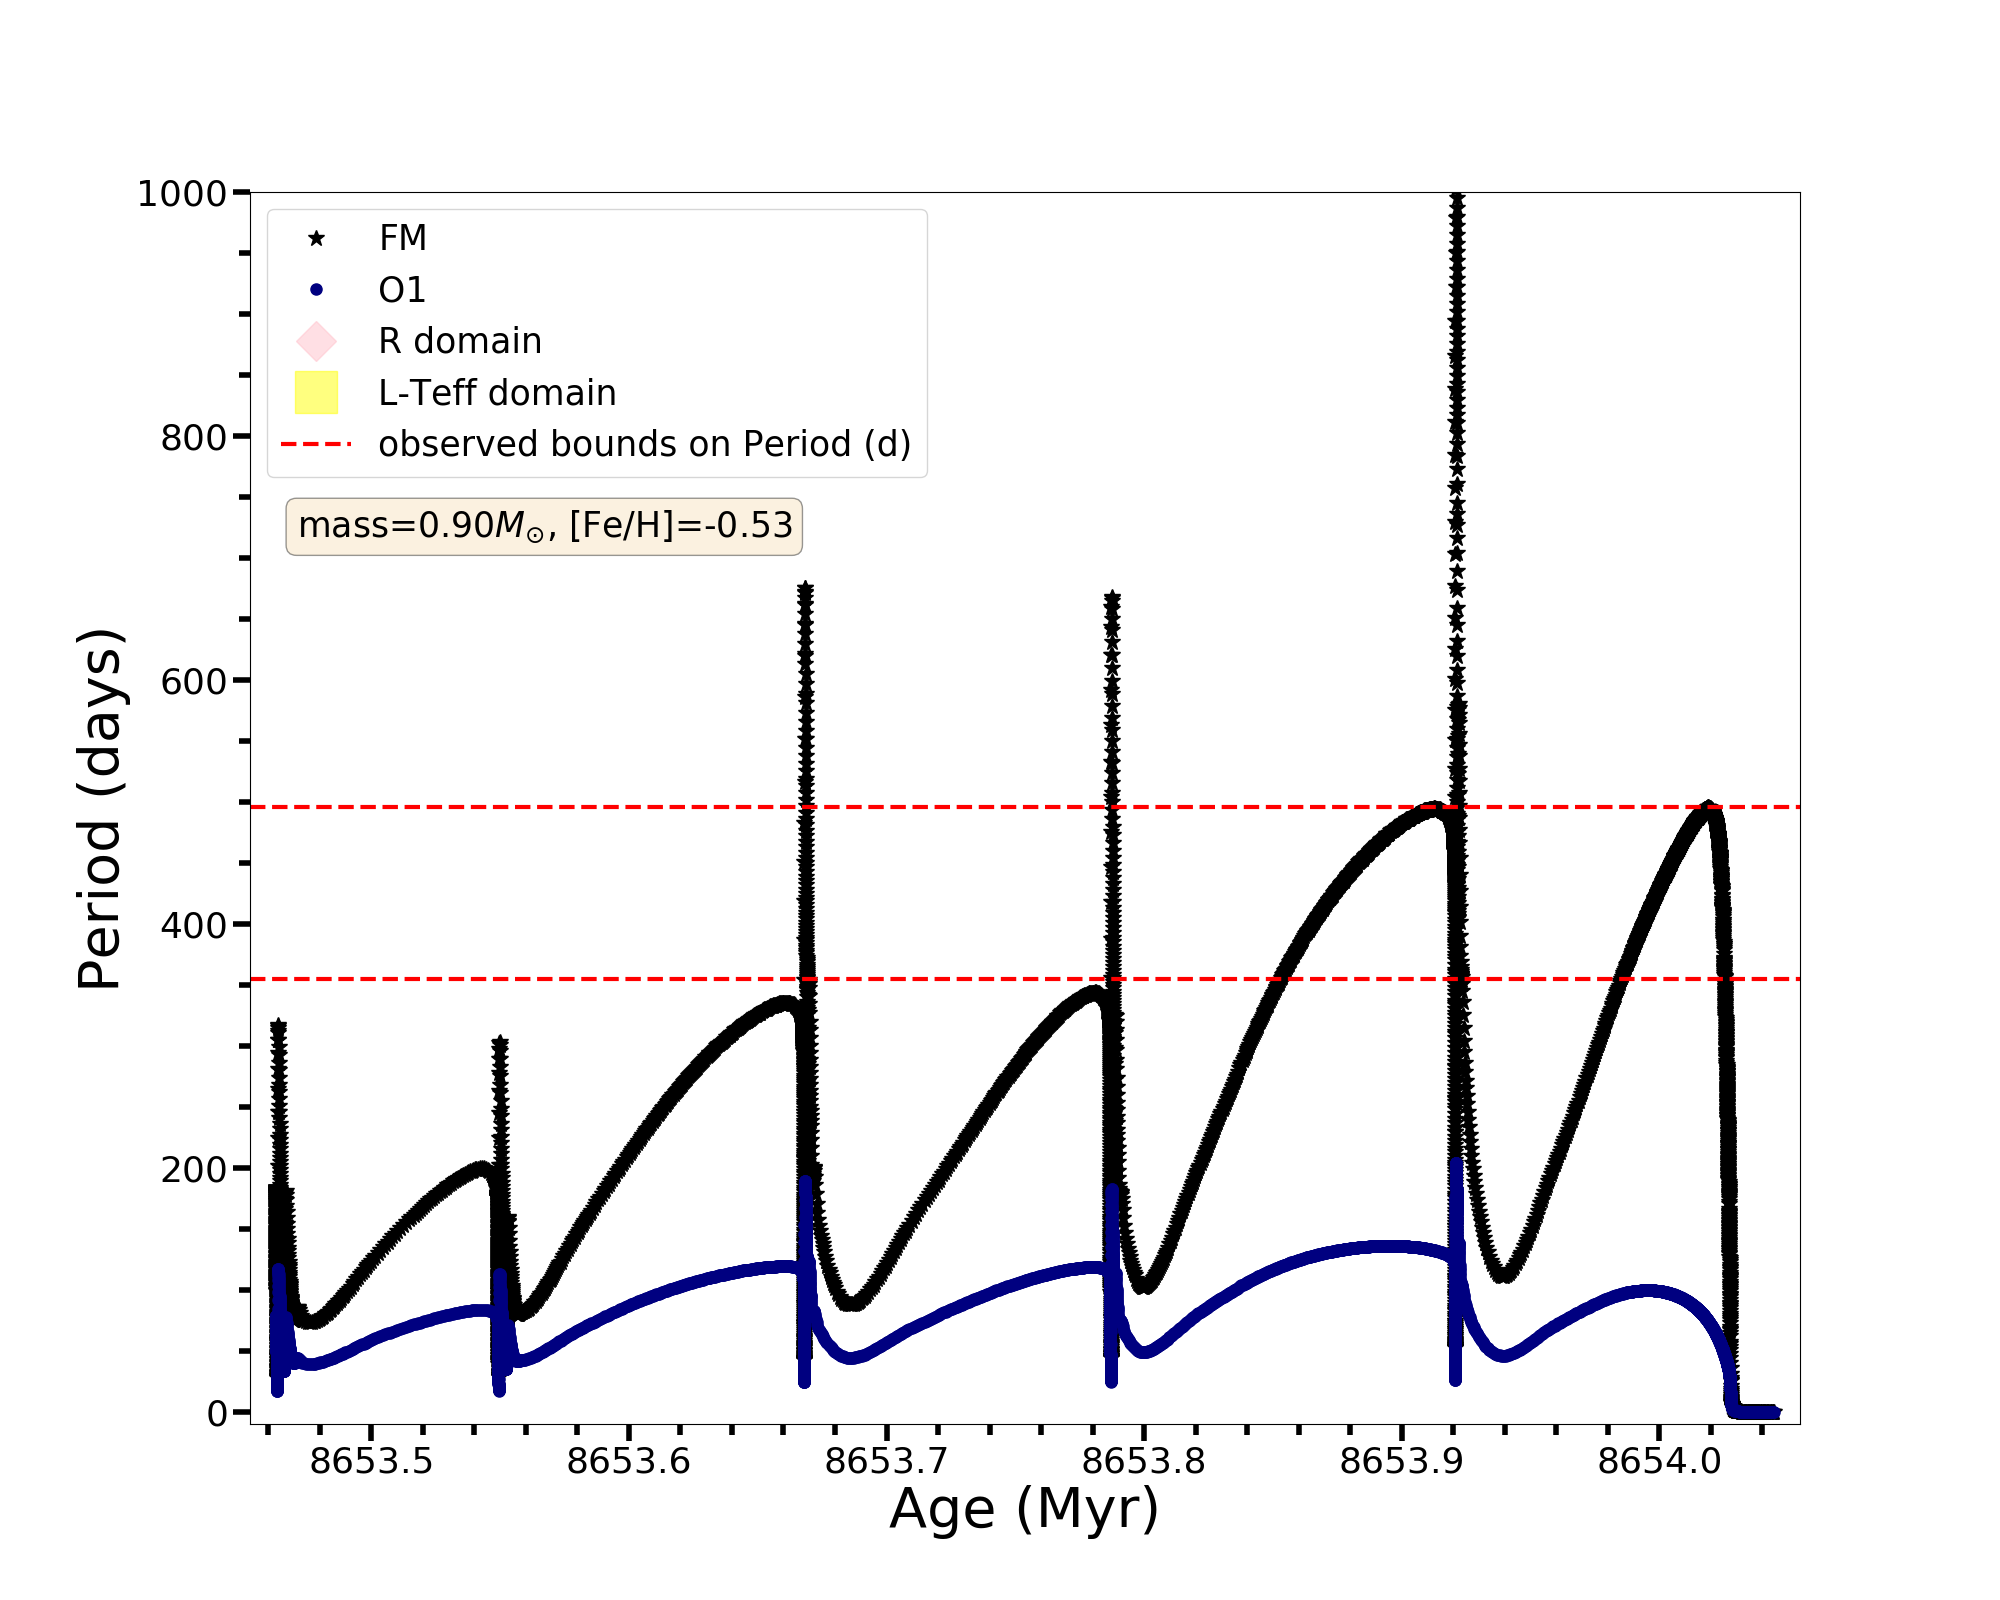 1000
800
600
400
200
0
Period (days)
FM
O1
R domain
L-Teff domain
observed bounds on Period (d)
mass=0.90M⊙, [Fe/H]=-0.53
8653.5 8653.6 8653.7 8653.8 8653.9 8654.0
Age (Myr)